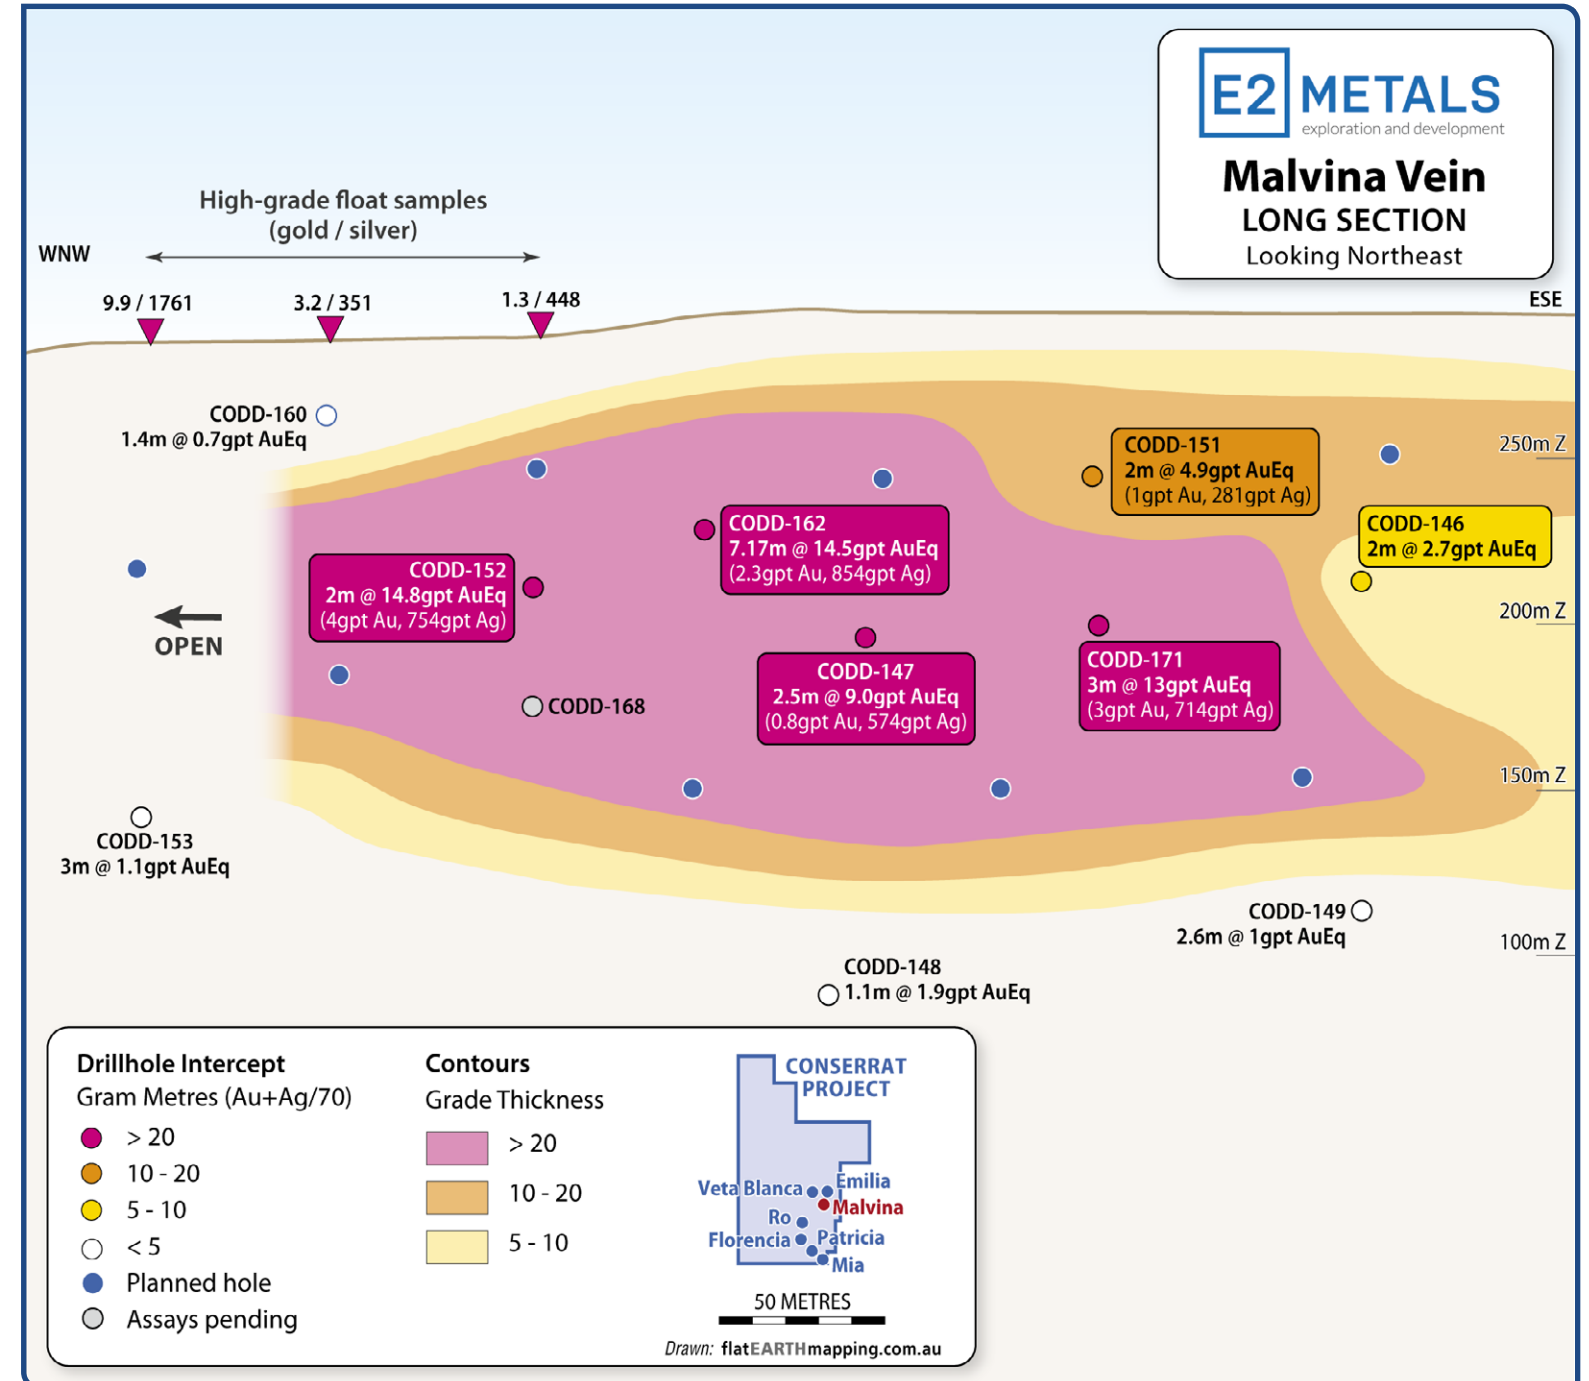 E2 METALS
exploration and development
Malvina Vein
LONG SECTION
Looking Northeast
High-grade float samples
(gold / silver)
WNW
ESE
9.9 / 1761
3.2 / 351
1.3 / 448
CODD-160
1.4m @ 0.7gpt AuEq
CODD-151
2m @ 4.9gpt AuEq
(1gpt Au, 281gpt Ag)
250m Z
CODD-146
2m @ 2.7gpt AuEq
CODD-162
7.17m @ 14.5gpt AuEq
(2.3gpt Au, 854gpt Ag)
CODD-152
2m @ 14.8gpt AuEq
(4gpt Au, 754gpt Ag)
200m Z
OPEN
CODD-147
2.5m @ 9.0gpt AuEq
(0.8gpt Au, 574gpt Ag)
CODD-171
3m @ 13gpt AuEq
(3gpt Au, 714gpt Ag)
CODD-168
150m Z
CODD-153
3m @ 1.1gpt AuEq
CODD-149
2.6m @ 1gpt AuEq
100m Z
CODD-148
1.1m @ 1.9gpt AuEq
Drillhole Intercept
Gram Metres (Au+Ag/70)
> 20
10 - 20
5 - 10
< 5
Planned hole
Assays pending
Contours
Grade Thickness
> 20
10 - 20
5 - 10
CONSERRAT
PROJECT
Veta Blanca
Emilia
Malvina
Ro
Florencia
Patricia
Mia
50 METRES
Drawn: flatEARTHmapping.com.au